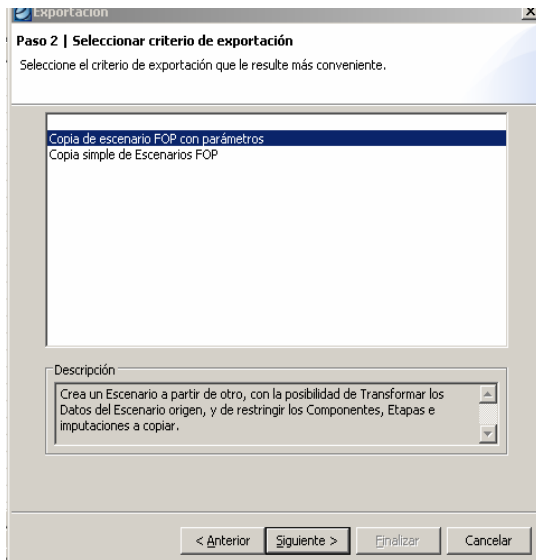 Exportación
Paso 2 | Seleccionar criterio de exportación
Seleccione el criterio de exportación que le resulte más conveniente.
Copia de escenario FOP con parámetros
Copia simple de Escenarios FOP
Descripción
Crea un Escenario a partir de otro, con la posibilidad de Transformar los
Datos del Escenario origen, y de restringir los Componentes, Etapas e
imputaciones a copiar.
< Anterior Siguiente > Finalizar Cancelar